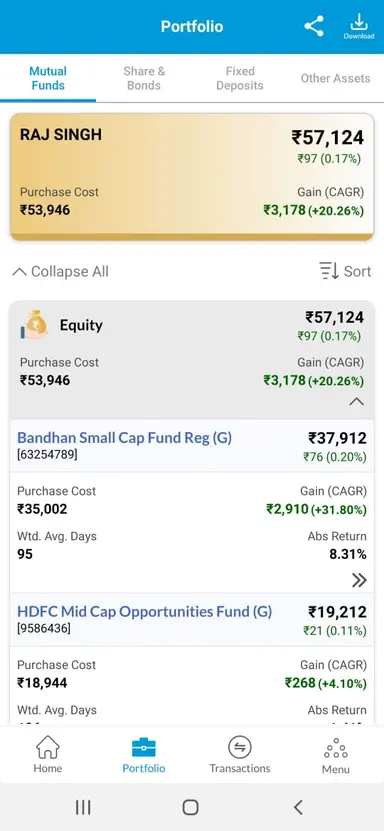 Portfolio
Download
Mutual Funds
Share & Bonds
Fixed Deposits
Other Assets
RAJ SINGH ₹57,124
₹97 (0.17%)
Purchase Cost Gain (CAGR)
₹53,946 ₹3,178 (+20.26%)
Collapse All Sort
Equity ₹57,124
₹97 (0.17%)
Purchase Cost Gain (CAGR)
₹53,946 ₹3,178 (+20.26%)
Bandhan Small Cap Fund Reg (G) ₹37,912
[63254789] ₹76 (0.20%)
Purchase Cost Gain (CAGR)
₹35,002 ₹2,910 (+31.80%)
Wtd. Avg. Days Abs Return
95 8.31%
HDFC Mid Cap Opportunities Fund (G) ₹19,212
[9586436] ₹21 (0.11%)
Purchase Cost Gain (CAGR)
₹18,944 ₹268 (+4.10%)
Wtd. Avg. Days Abs Return
Home Portfolio Transactions Menu